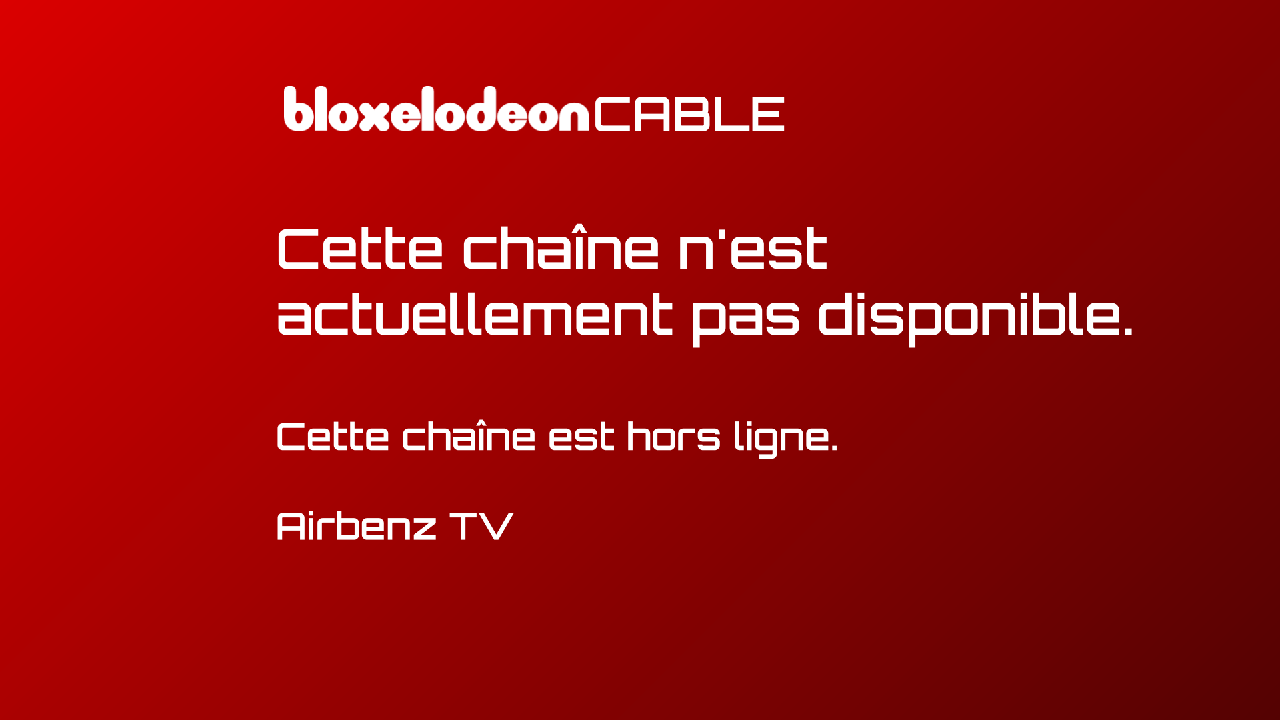 bloxelodeonCABLE
Cette chaîne n'est
actuellement pas disponible.
Cette chaîne est hors ligne.
Airbenz TV